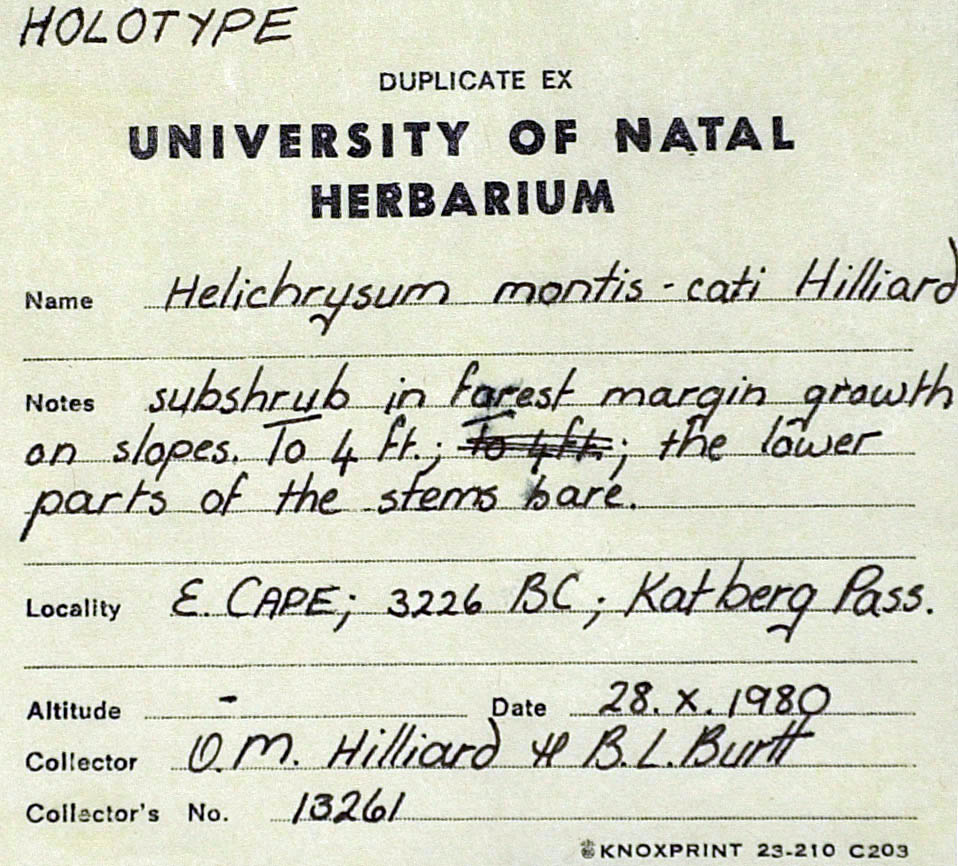 HOLOTYPE
DUPLICATE EX
UNIVERSITY OF NATAL
HERBARIUM
Name Helichrysum montis-cati Hilliard
Notes subshrub in forest margin growth
on slopes. To 4 ft.; to 4ft.; the lower
parts of the stems bare.
Locality E. CAPE; 3226 BC; Katberg Pass.
Altitude - Date 28. X. 1980
Collector O.M. Hilliard & B.L. Burtt
Collector's No. 13261
KNOXPRINT 23-210 C203